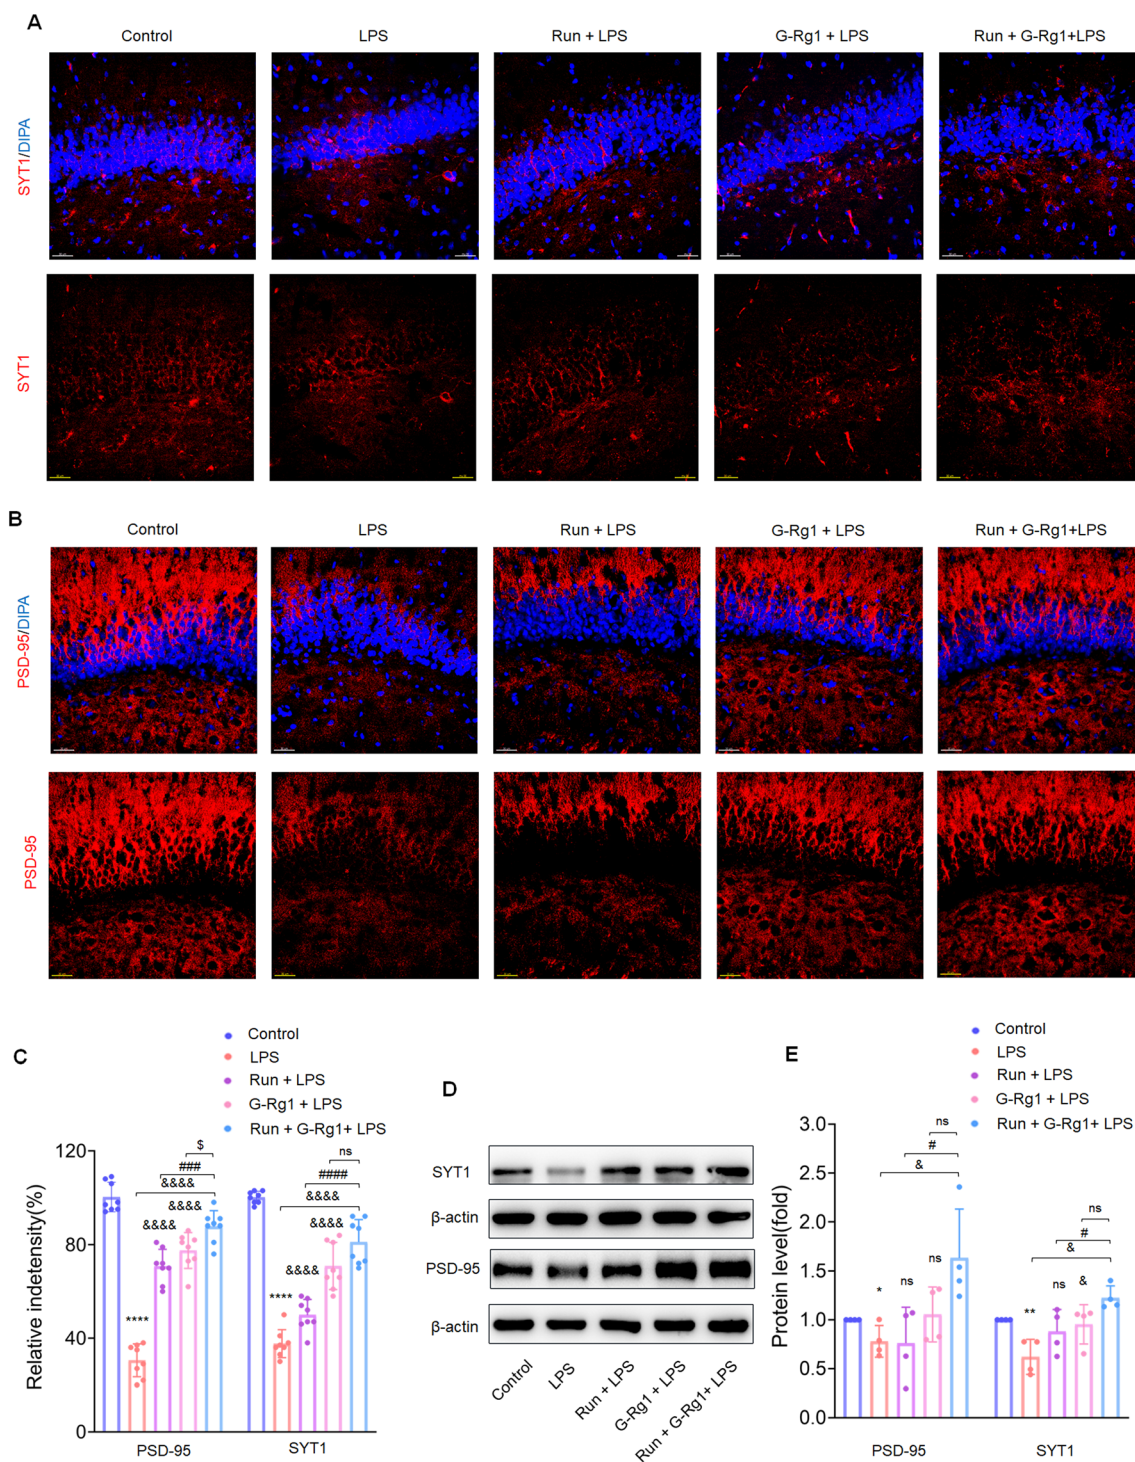 A
Control
LPS
Run + LPS
G-Rg1 + LPS
Run + G-Rg1+LPS
SYT1/DIPA
SYT1
B
Control
LPS
Run + LPS
G-Rg1 + LPS
Run + G-Rg1+LPS
PSD-95/DIPA
PSD-95
C
Control
LPS
Run + LPS
G-Rg1 + LPS
Run + G-Rg1+ LPS
Relative indetensity(%)
120
80
40
0
$
###
&&&&
&&&&
&&&&
****
ns
####
&&&&
&&&&
&&&&
****
PSD-95
SYT1
D
SYT1
β-actin
PSD-95
β-actin
Control
LPS
Run + LPS
G-Rg1 + LPS
Run + G-Rg1+ LPS
E
Control
LPS
Run + LPS
G-Rg1 + LPS
Run + G-Rg1+ LPS
Protein level(fold)
3.0
2.5
2.0
1.5
1.0
0.5
0.0
ns
#
&
ns
ns
*
ns
#
&
&
ns
**
PSD-95
SYT1